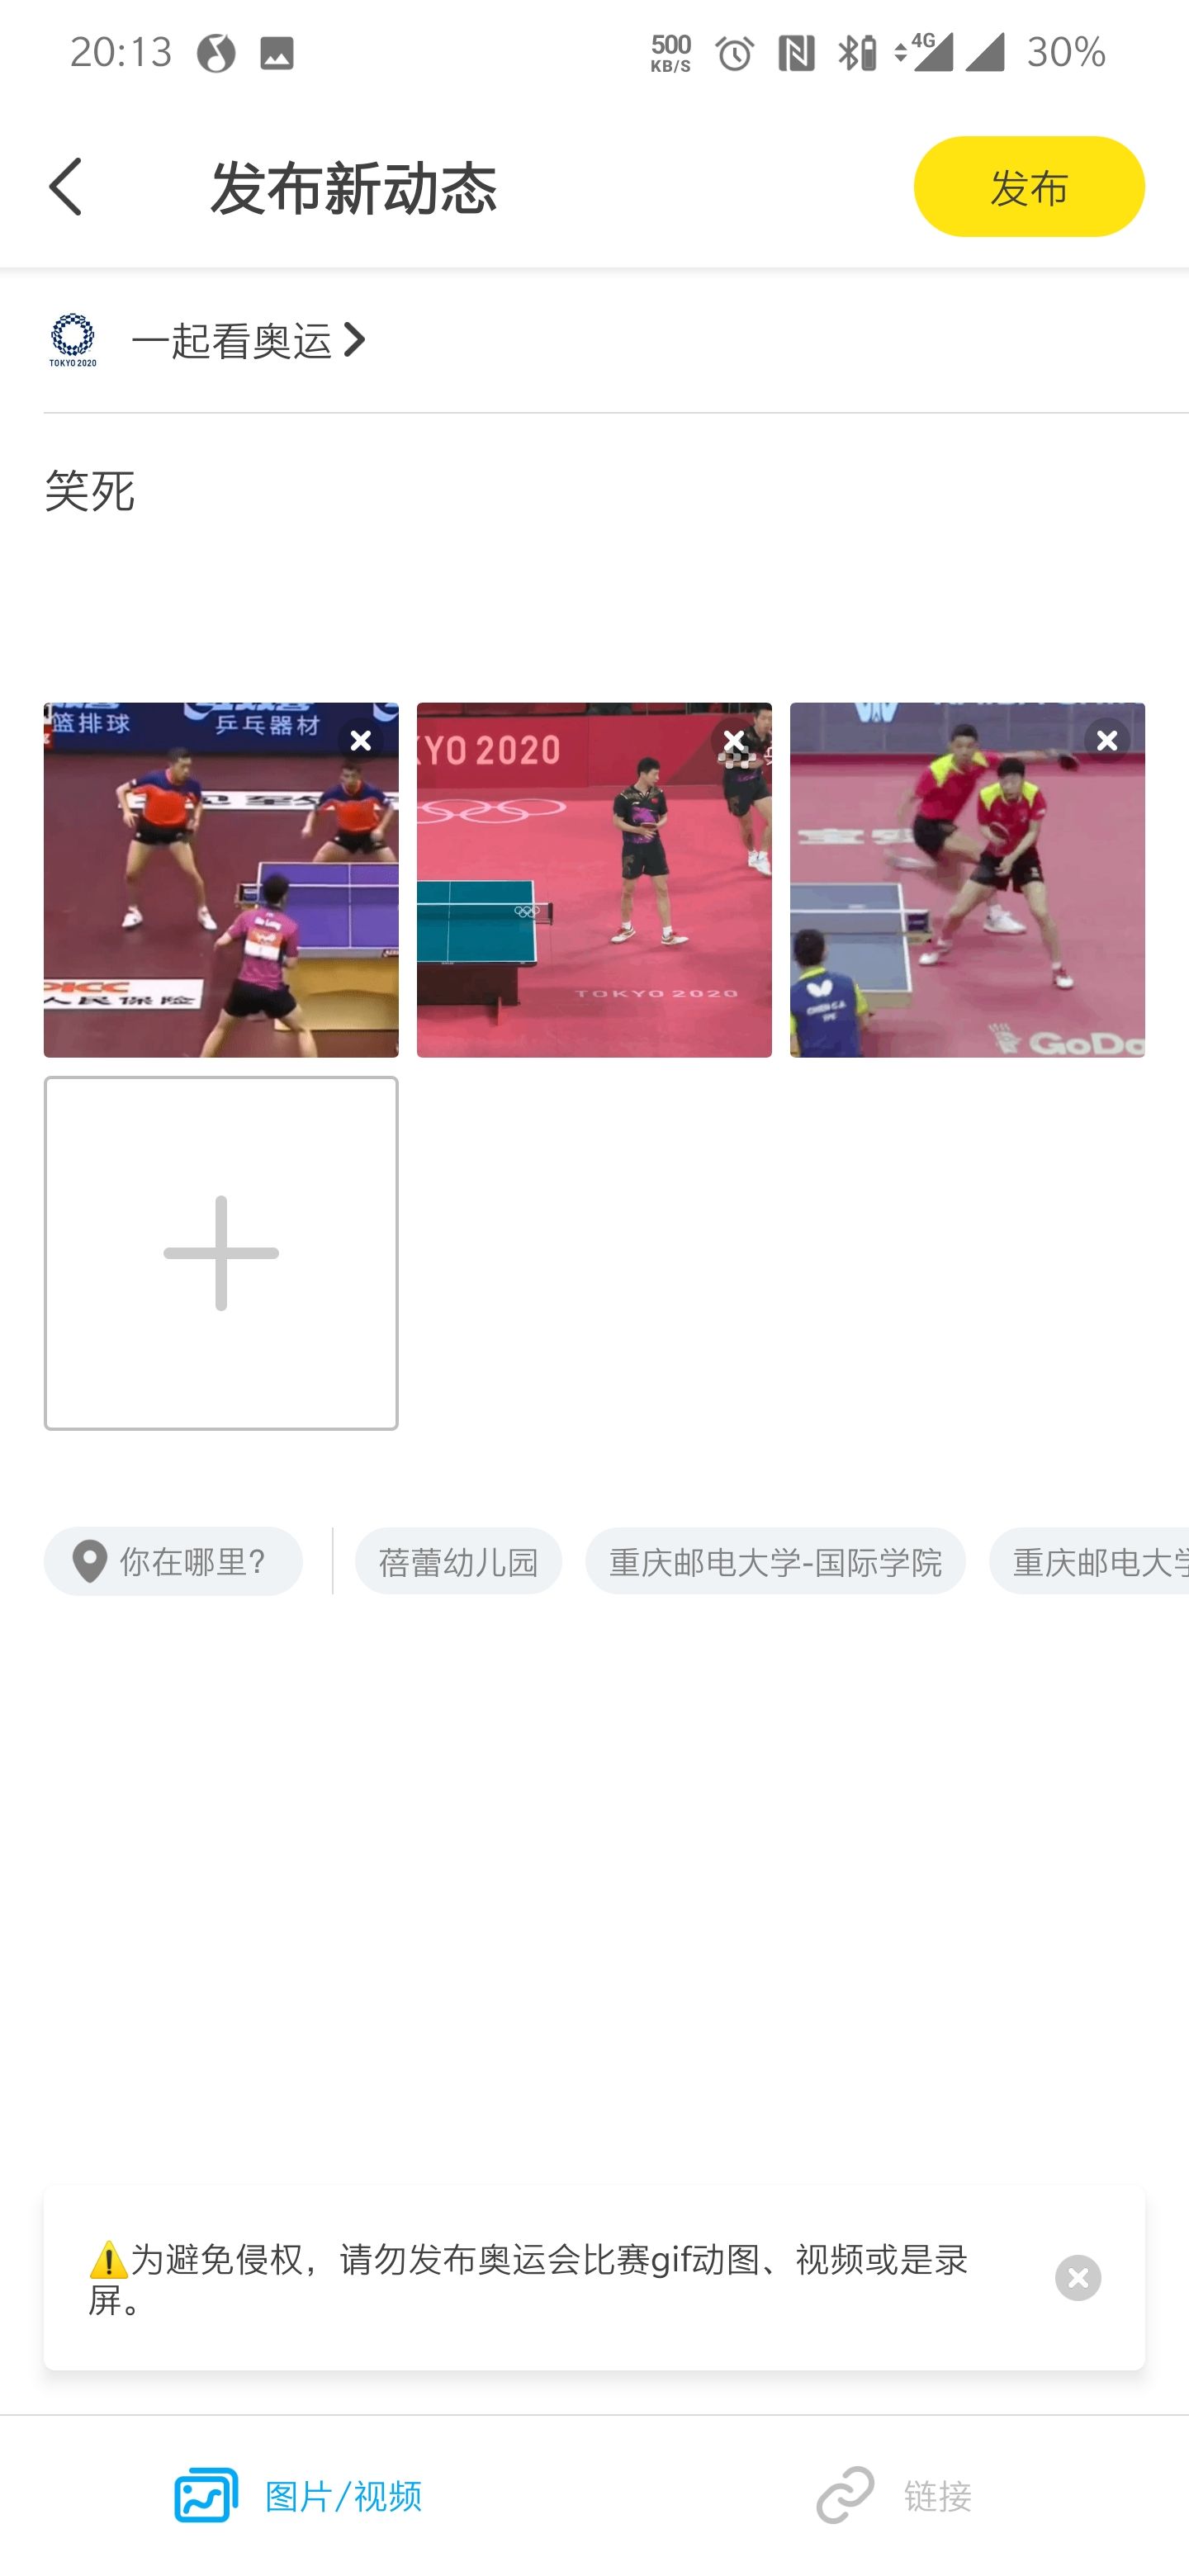 20:13
500
KB/S
4G
30%
发布新动态
发布
TOKYO 2020
一起看奥运
笑死
篮排球
乒乓器材
YO 2020
TOKYO 2020
PICC
人民保险
CHEN C.A
TPE
GoDa
你在哪里?
蓓蕾幼儿园
重庆邮电大学-国际学院
重庆邮电大学
⚠️为避免侵权，请勿发布奥运会比赛gif动图、视频或是录
屏。
图片/视频
链接